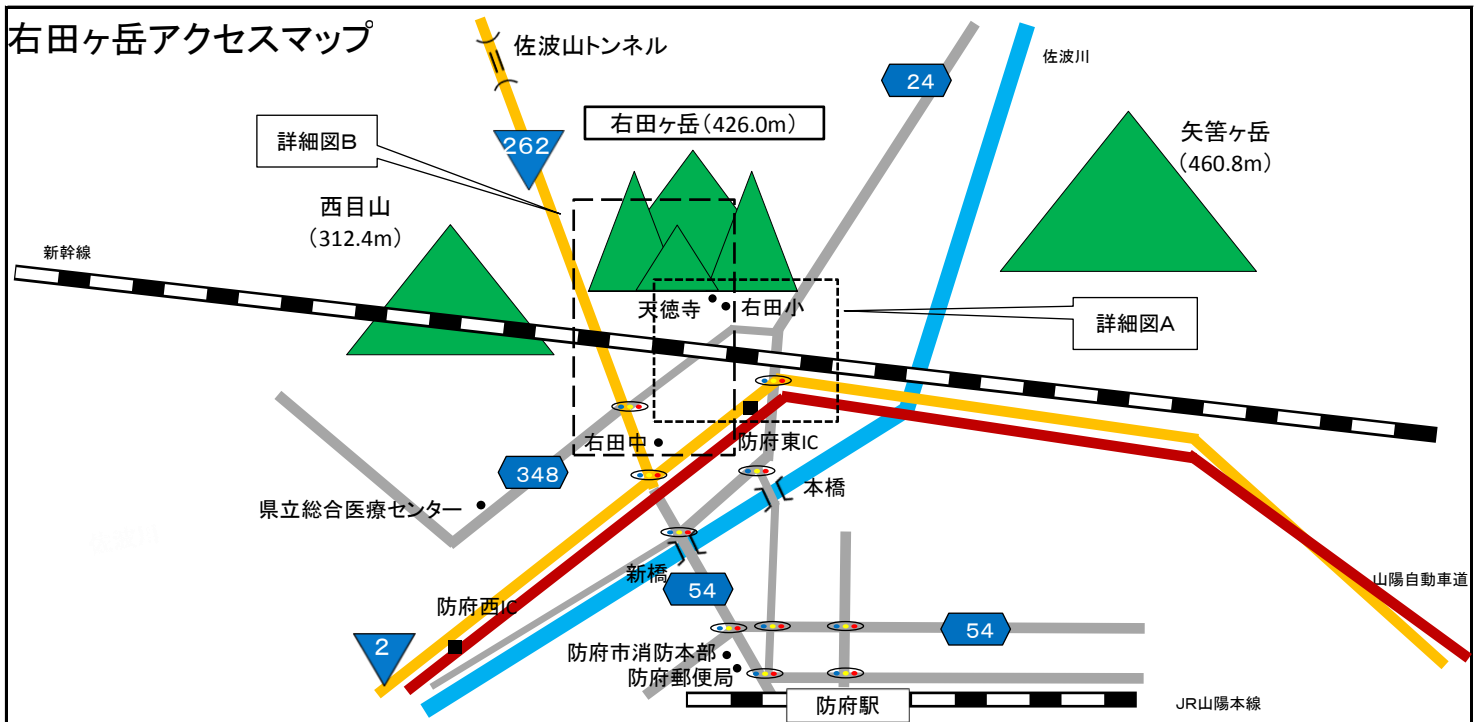 右田ヶ岳アクセスマップ
佐波山トンネル
佐波川
24
右田ヶ岳(426.0m)
詳細図B
262
矢筈ヶ岳
(460.8m)
西目山
(312.4m)
新幹線
天徳寺
右田小
詳細図A
右田中
防府東IC
348
県立総合医療センター
本橋
新橋
54
山陽自動車道
防府西IC
2
54
防府市消防本部
防府郵便局
防府駅
JR山陽本線